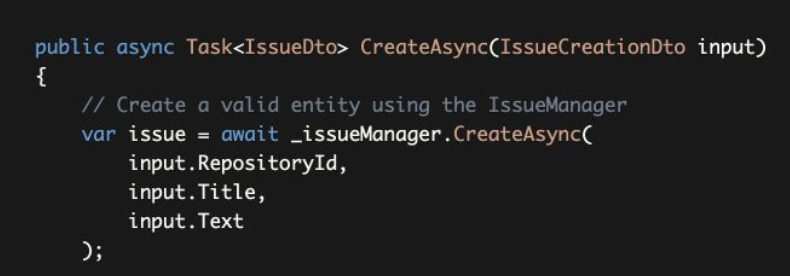 public async Task<IssueDto> CreateAsync(IssueCreationDto input)
{
    // Create a valid entity using the IssueManager
    var issue = await _issueManager.CreateAsync(
        input.RepositoryId,
        input.Title,
        input.Text
    );